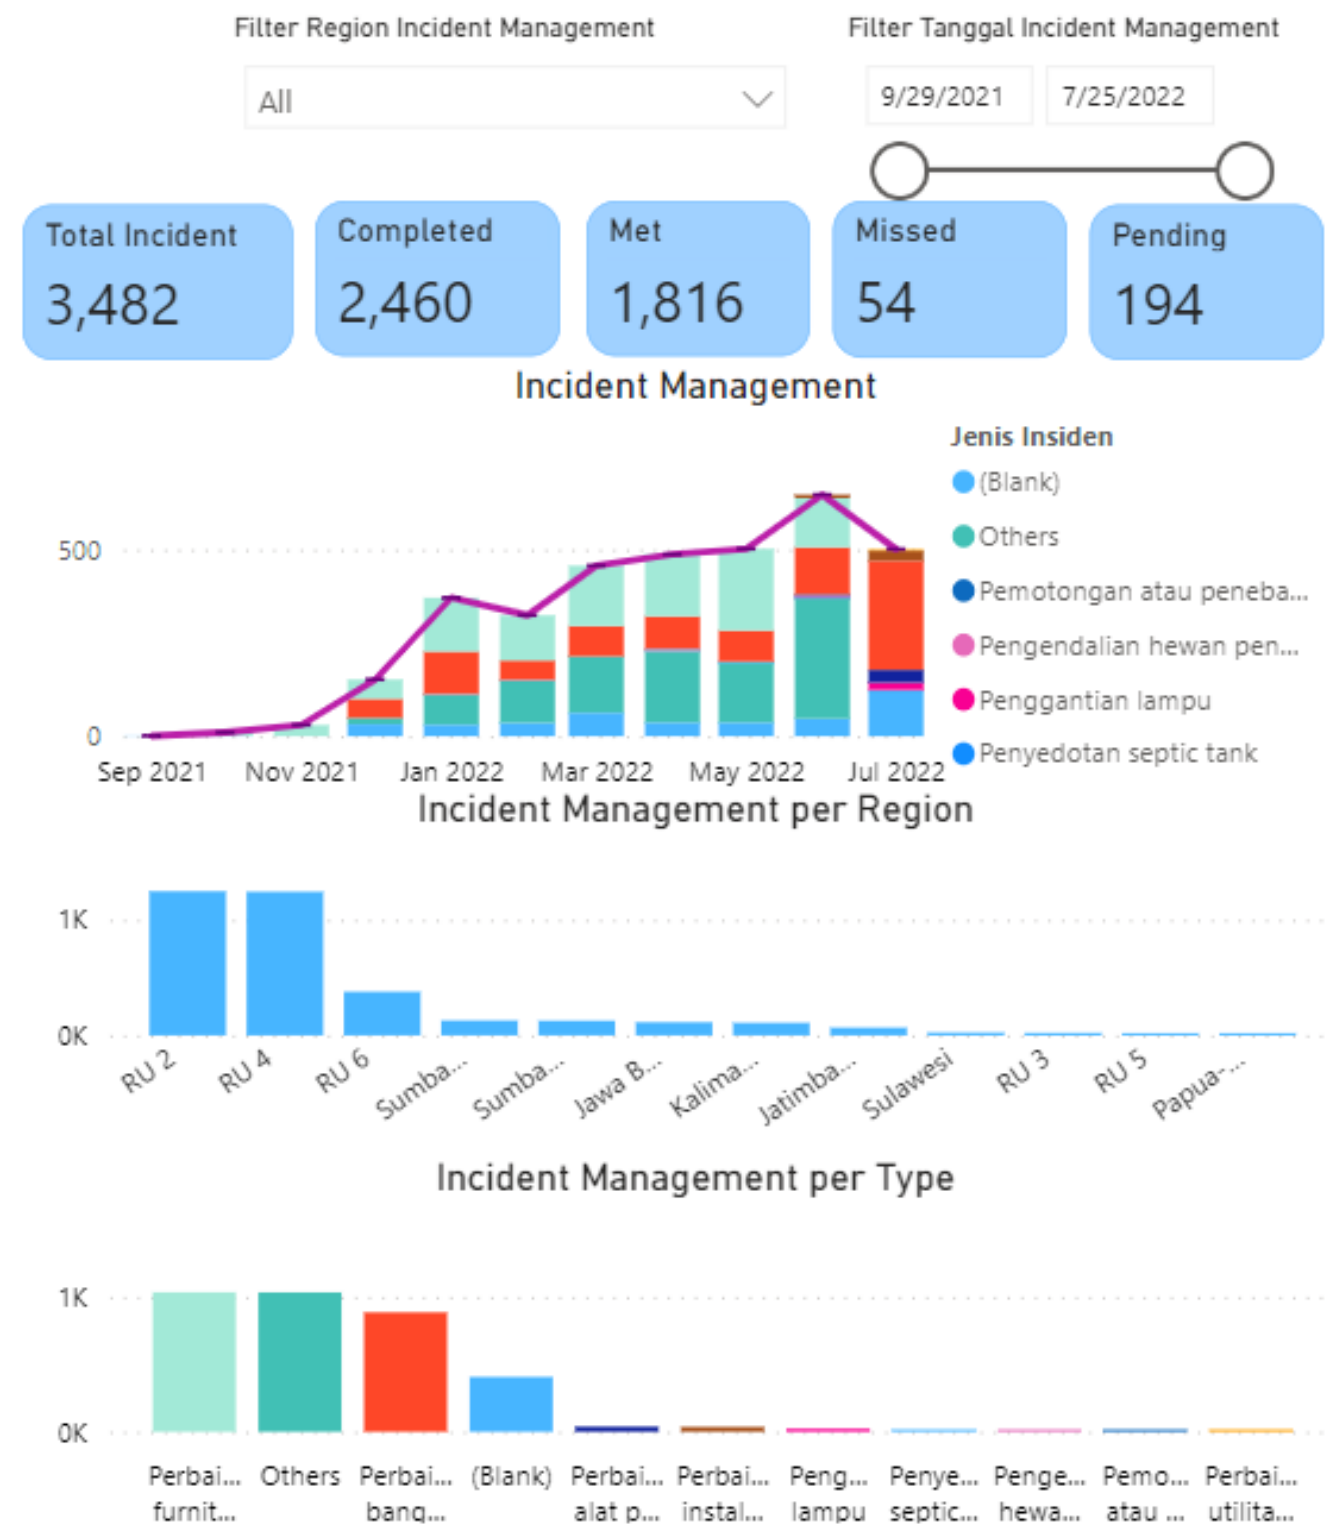 Filter Region Incident Management
Filter Tanggal Incident Management
All
9/29/2021
7/25/2022
Total Incident
3,482
Completed
2,460
Met
1,816
Missed
54
Pending
194
Incident Management
Jenis Insiden
(Blank)
Others
Pemotongan atau peneba...
Pengendalian hewan pen...
Penggantian lampu
Penyedotan septic tank
500
0
Sep 2021
Nov 2021
Jan 2022
Mar 2022
May 2022
Jul 2022
Incident Management per Region
1K
0K
RU 2
RU 4
RU 6
Sumba...
Sumba...
Jawa B...
Kalima...
Jatimba...
Sulawesi
RU 3
RU 5
Papua-...
Incident Management per Type
1K
0K
Perbai... furnit...
Others
Perbai... bang...
(Blank)
Perbai... alat p...
Perbai... instal...
Peng... lampu
Penye... septic...
Penge... hewa...
Pemo... atau ...
Perbai... utilita...